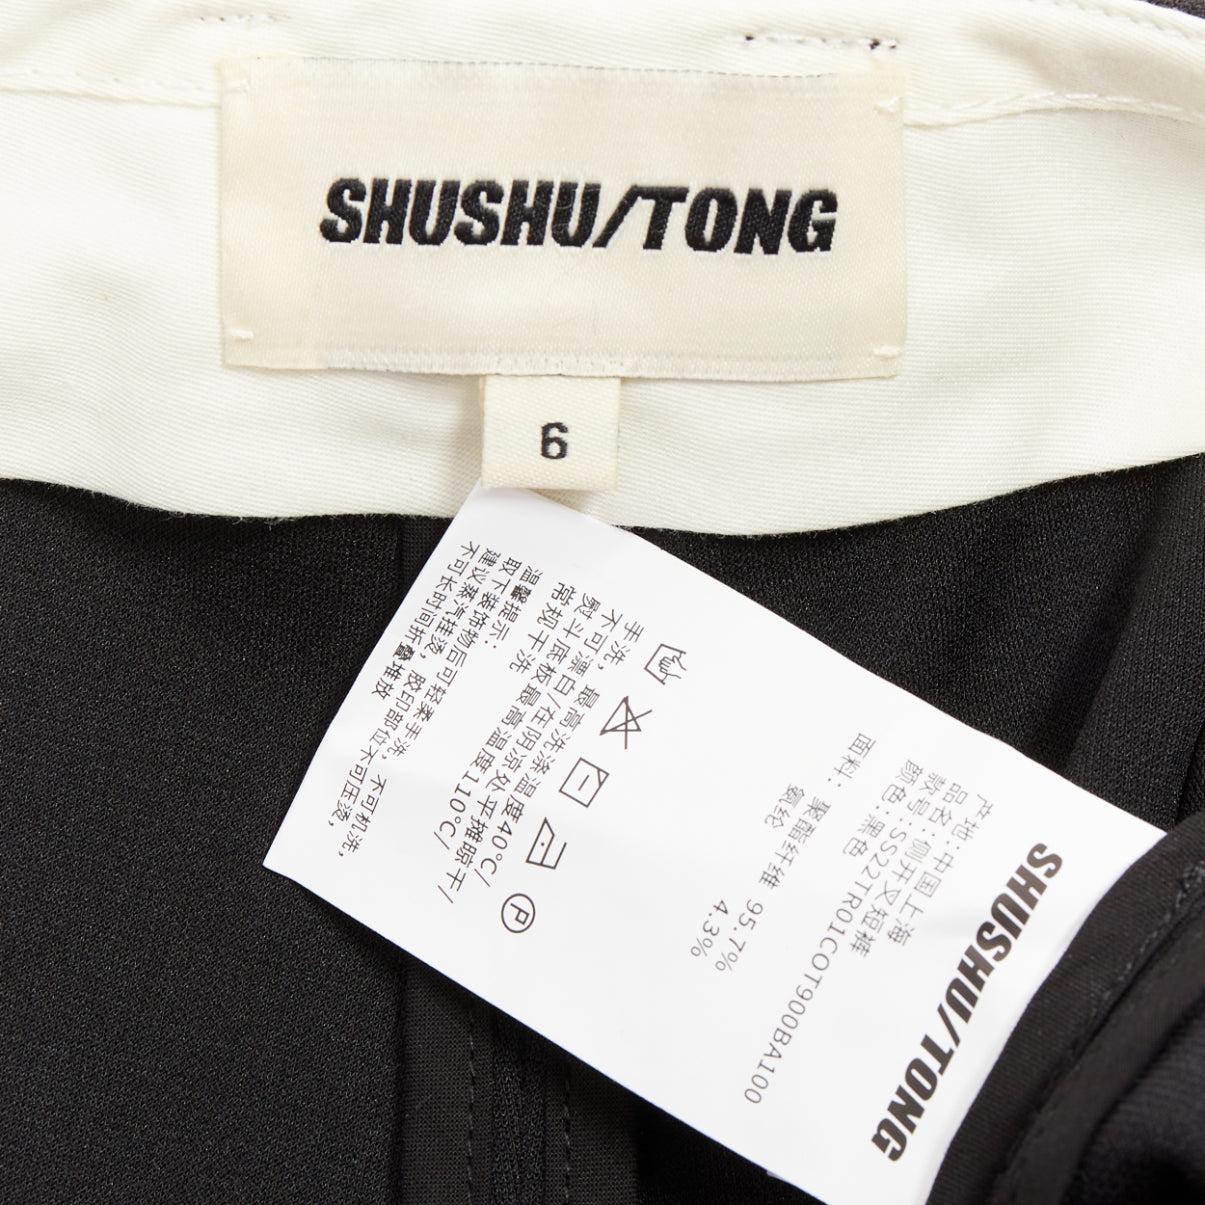 SHUSHU/TONG
6
SHUSHU/TONG
产地:中国上海
品名:侧开叉短裤
款号:SS22TR01COT900BA100
颜色:黑色
面料: 聚酯纤维 95.7%
氨纶 4.3%
P
手洗,最高洗涤温度40℃/
不可漂白/在阴凉处平摊晾干/
熨斗底板最高温度110℃/
常规干洗
温馨提示:
取下装饰物后可轻柔手洗,不可机洗,
建议蒸汽挂烫,胶印部位不可压烫,
不可长时间折叠堆放